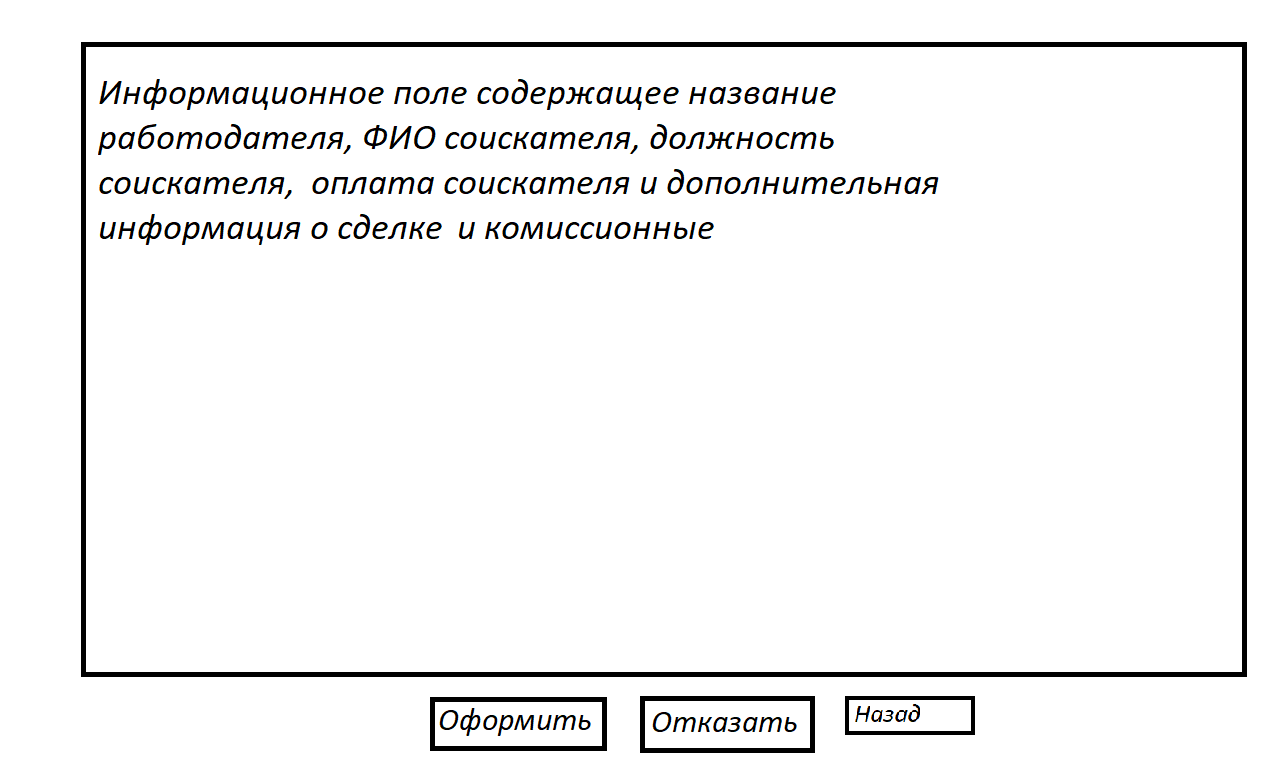 Информационное поле содержащее название
работодателя, ФИО соискателя, должность
соискателя, оплата соискателя и дополнительная
информация о сделке и комиссионные
Оформить
Отказать
Назад